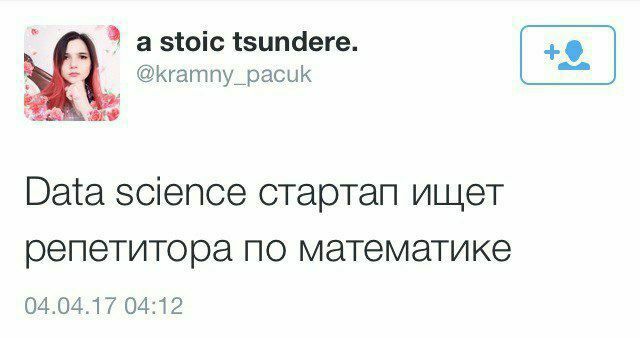 a stoic tsundere.
@kramny_pacuk
Data science стартап ищет
репетитора по математике
04.04.17 04:12